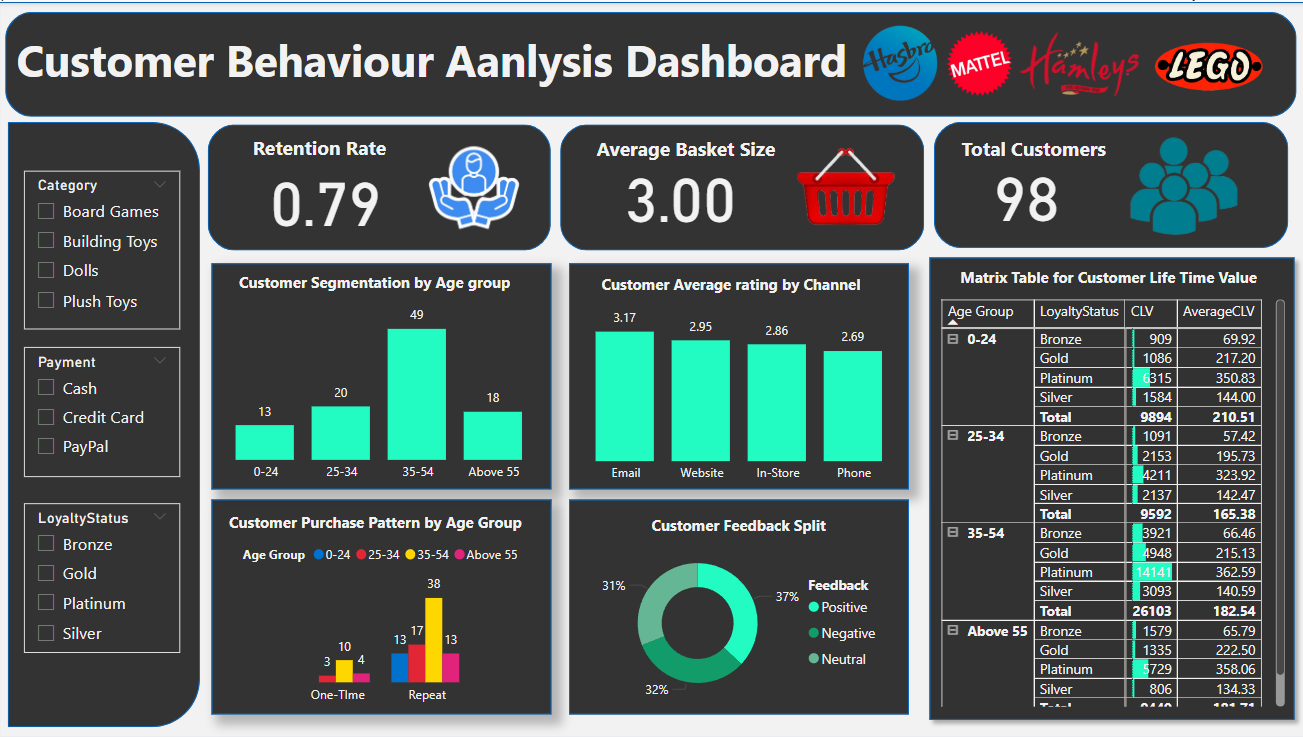 Customer Behaviour Aanlysis Dashboard
Hasbro
MATTEL
Hamleys
LEGO
Category
Board Games
Building Toys
Dolls
Plush Toys
Payment
Cash
Credit Card
PayPal
LoyaltyStatus
Bronze
Gold
Platinum
Silver
Retention Rate
0.79
Average Basket Size
3.00
Total Customers
98
Customer Segmentation by Age group
13 20 49 18
0-24 25-34 35-54 Above 55
Customer Average rating by Channel
3.17 2.95 2.86 2.69
Email Website In-Store Phone
Customer Purchase Pattern by Age Group
Age Group 0-24 25-34 35-54 Above 55
3 10 4 13 17 38 13
One-TIme Repeat
Customer Feedback Split
31% 37% 32%
Feedback
Positive
Negative
Neutral
Matrix Table for Customer Life Time Value
Age Group LoyaltyStatus CLV AverageCLV
0-24 Bronze 909 69.92
Gold 1086 217.20
Platinum 6315 350.83
Silver 1584 144.00
Total 9894 210.51
25-34 Bronze 1091 57.42
Gold 2153 195.73
Platinum 4211 323.92
Silver 2137 142.47
Total 9592 165.38
35-54 Bronze 3921 66.46
Gold 4948 215.13
Platinum 14141 362.59
Silver 3093 140.59
Total 26103 182.54
Above 55 Bronze 1579 65.79
Gold 1335 222.50
Platinum 5729 358.06
Silver 806 134.33